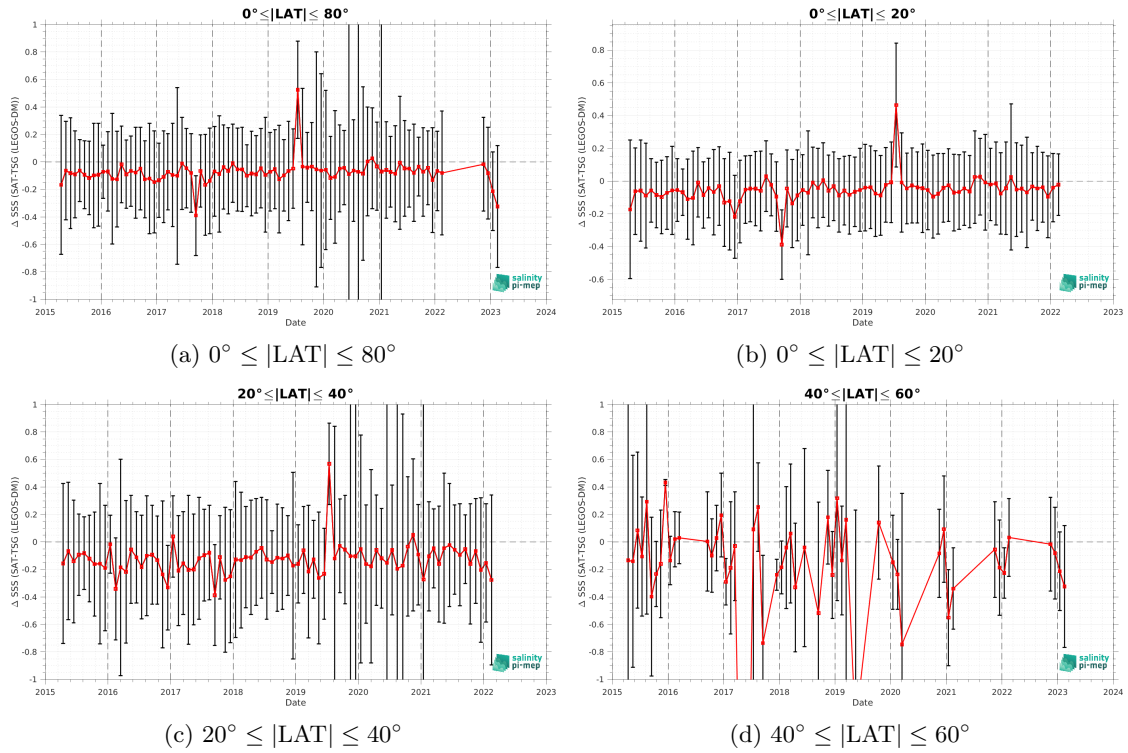 0°≤|LAT|≤ 80°
1
0.8
0.6
0.4
0.2
0
-0.2
-0.4
-0.6
-0.8
-1
Δ SSS (SAT-TSG (LEGOS-DM))
2015 2016 2017 2018 2019 2020 2021 2022 2023 2024
Date
salinity
pi-mep
(a) 0° ≤ |LAT| ≤ 80°
0°≤|LAT|≤ 20°
0.8
0.6
0.4
0.2
0
-0.2
-0.4
-0.6
Δ SSS (SAT-TSG (LEGOS-DM))
2015 2016 2017 2018 2019 2020 2021 2022 2023
Date
salinity
pi-mep
(b) 0° ≤ |LAT| ≤ 20°
20°≤|LAT|≤ 40°
1
0.8
0.6
0.4
0.2
0
-0.2
-0.4
-0.6
-0.8
-1
Δ SSS (SAT-TSG (LEGOS-DM))
2015 2016 2017 2018 2019 2020 2021 2022 2023
Date
salinity
pi-mep
(c) 20° ≤ |LAT| ≤ 40°
40°≤|LAT|≤ 60°
1
0.8
0.6
0.4
0.2
0
-0.2
-0.4
-0.6
-0.8
-1
Δ SSS (SAT-TSG (LEGOS-DM))
2015 2016 2017 2018 2019 2020 2021 2022 2023 2024
Date
salinity
pi-mep
(d) 40° ≤ |LAT| ≤ 60°